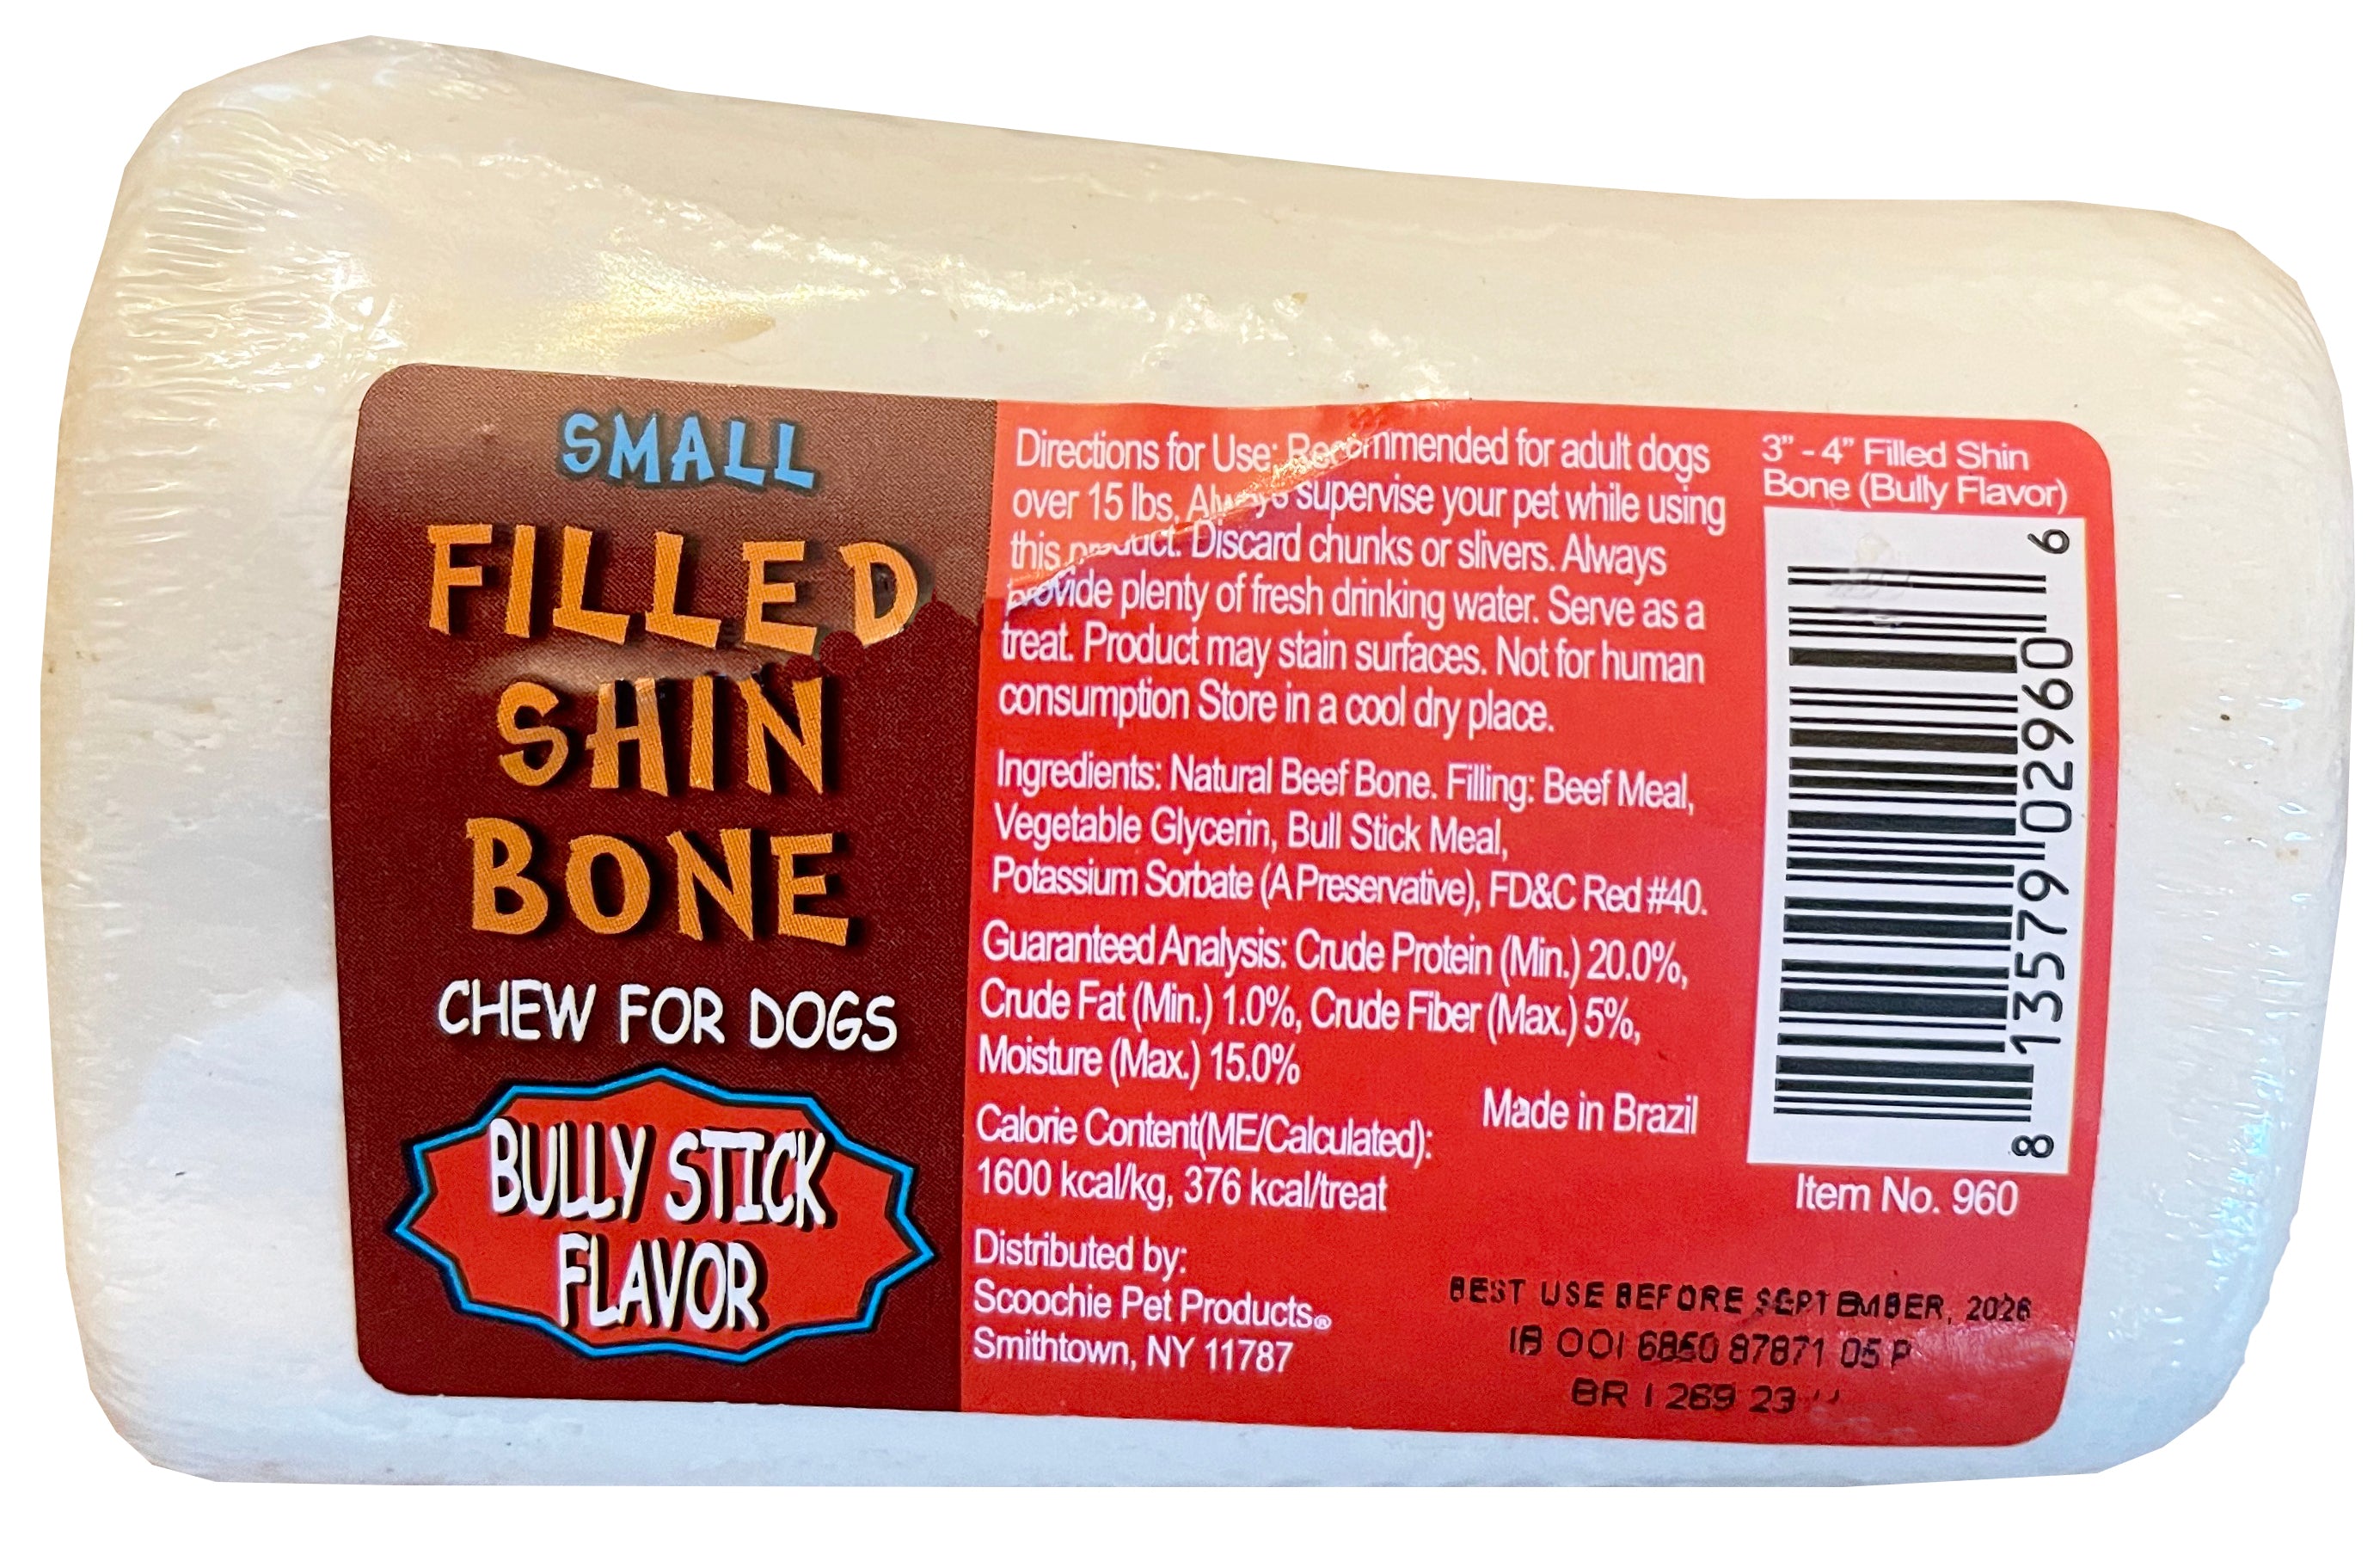 SMALL
FILLED
SHIN
BONE
CHEW FOR DOGS
BULLY STICK
FLAVOR
Directions for Use: Recommended for adult dogs
over 15 lbs. Always supervise your pet while using
this product. Discard chunks or slivers. Always
provide plenty of fresh drinking water. Serve as a
treat. Product may stain surfaces. Not for human
consumption Store in a cool dry place.
Ingredients: Natural Beef Bone. Filling: Beef Meal,
Vegetable Glycerin, Bull Stick Meal,
Potassium Sorbate (A Preservative), FD&C Red #40.
Guaranteed Analysis: Crude Protein (Min.) 20.0%,
Crude Fat (Min.) 1.0%, Crude Fiber (Max.) 5%,
Moisture (Max.) 15.0%
Made in Brazil
Calorie Content(ME/Calculated):
1600 kcal/kg, 376 kcal/treat
Distributed by:
Scoochie Pet Products®
Smithtown, NY 11787
3” - 4” Filled Shin
Bone (Bully Flavor)
8 13579 02960 6
Item No. 960
BEST USE BEFORE SEPTEMBER, 2026
001 87871 05 P
BR 1 269 23